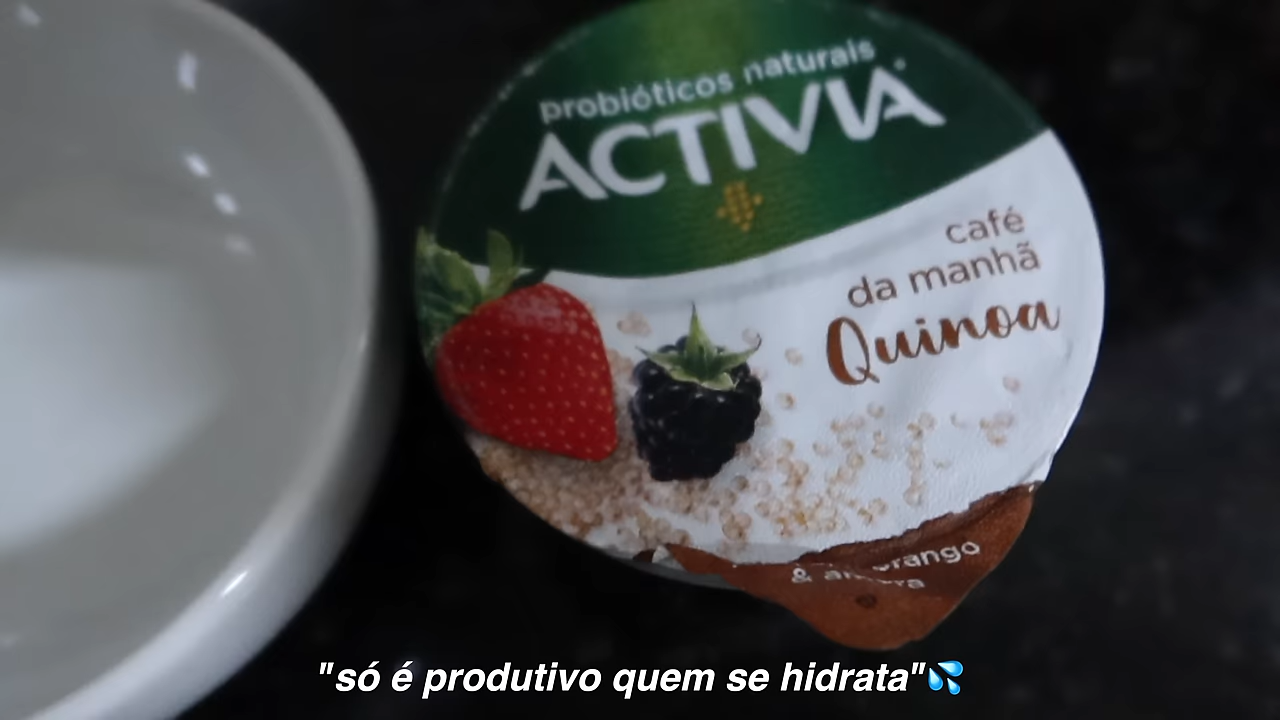 probióticos naturais
ACTIVIA
café
da manhã
Quinoa
&
"só é produtivo quem se hidrata"💦